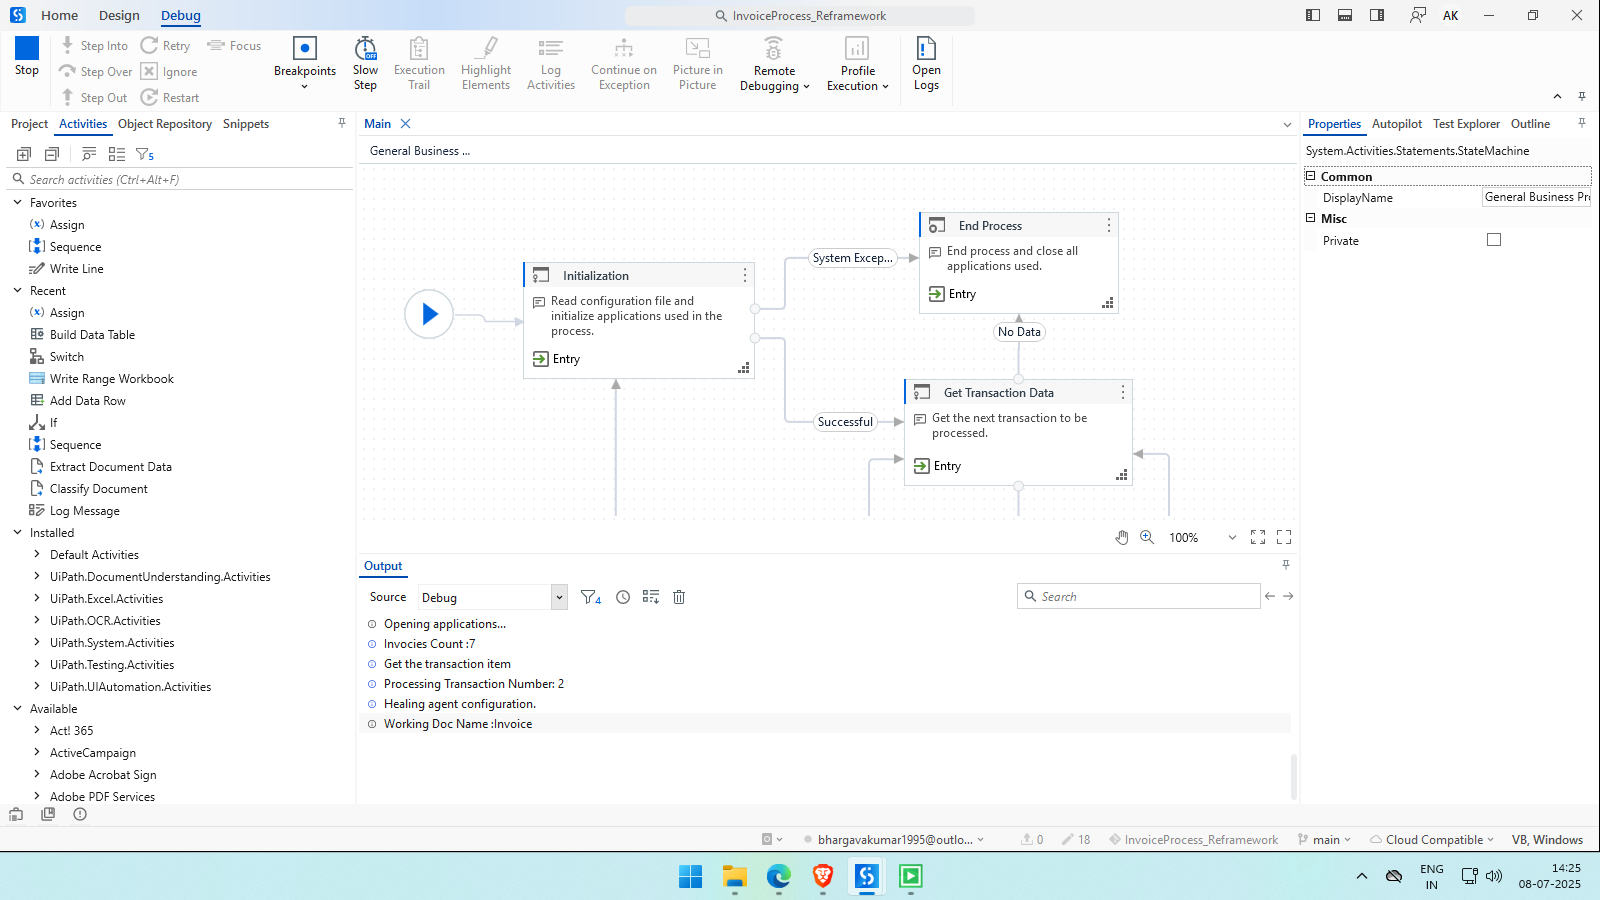 Home
Design
Debug
InvoiceProcess_Reframework
AK
Stop
Step Into
Step Over
Step Out
Retry
Ignore
Restart
Focus
Breakpoints
Slow
Step
OFF
Execution
Trail
Highlight
Elements
Log
Activities
Continue on
Exception
Picture in
Picture
Remote
Debugging
Profile
Execution
Open
Logs
Project
Activities
Object Repository
Snippets
5
Search activities (Ctrl+Alt+F)
Favorites
Assign
Sequence
Write Line
Recent
Assign
Build Data Table
Switch
Write Range Workbook
Add Data Row
If
Sequence
Extract Document Data
Classify Document
Log Message
Installed
Default Activities
UiPath.DocumentUnderstanding.Activities
UiPath.Excel.Activities
UiPath.OCR.Activities
UiPath.System.Activities
UiPath.Testing.Activities
UiPath.UIAutomation.Activities
Available
Act! 365
ActiveCampaign
Adobe Acrobat Sign
Adobe PDF Services
Main
General Business ...
Initialization
Read configuration file and
initialize applications used in the
process.
Entry
System Excep...
Successful
End Process
End process and close all
applications used.
Entry
No Data
Get Transaction Data
Get the next transaction to be
processed.
Entry
100%
Output
Source
Debug
4
Search
Opening applications...
Invocies Count :7
Get the transaction item
Processing Transaction Number: 2
Healing agent configuration.
Working Doc Name :Invoice
Properties
Autopilot
Test Explorer
Outline
System.Activities.Statements.StateMachine
Common
DisplayName
General Business Pr
Misc
Private
bhargavakumar1995@outlo...
0
18
InvoiceProcess_Reframework
main
Cloud Compatible
VB, Windows
ENG
IN
14:25
08-07-2025